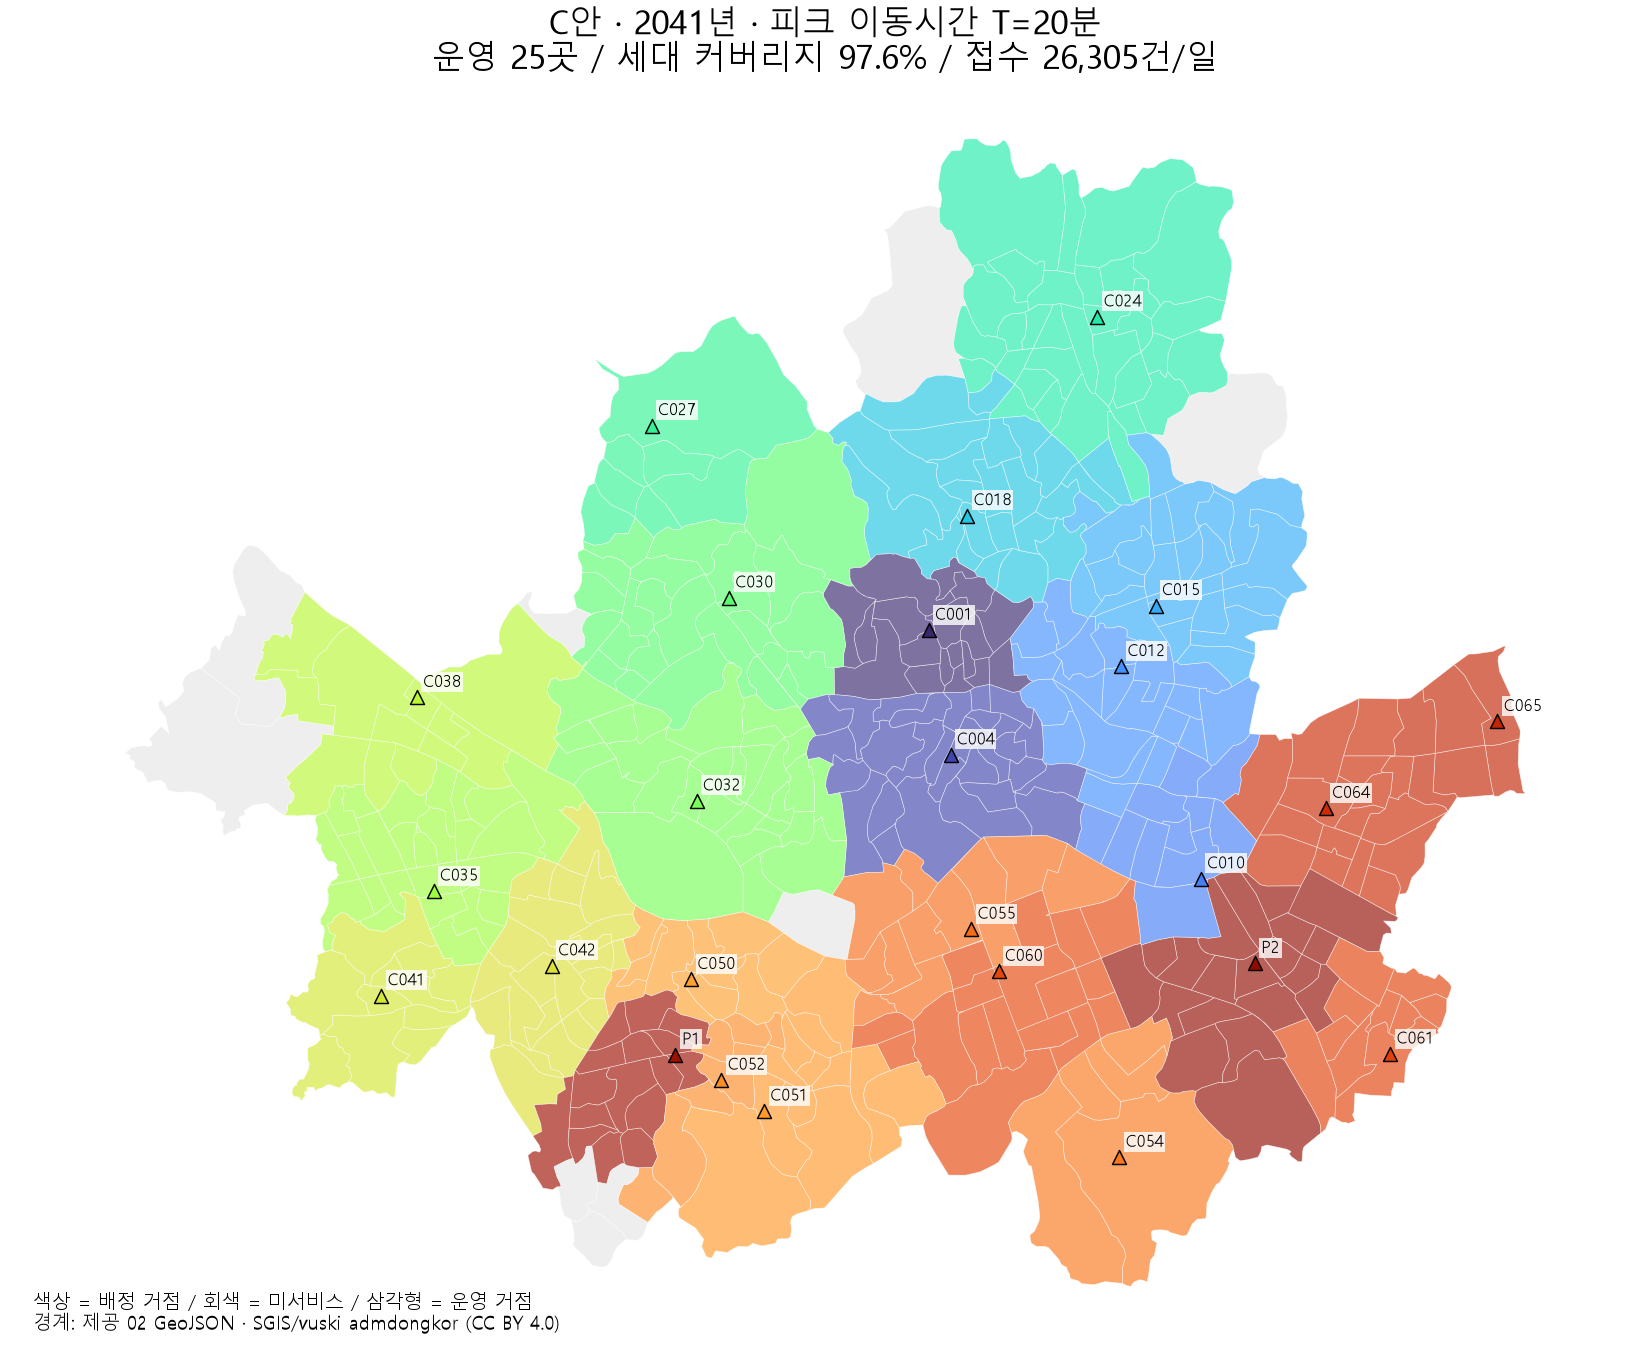 C안 · 2041년 · 피크 이동시간 T=20분
운영 25곳 / 세대 커버리지 97.6% / 접수 26,305건/일
C024
C027
C018
C030
C015
C001
C012
C038
C065
C004
C032
C064
C010
C035
C055
P2
C042
C060
C050
C041
P1
C061
C052
C051
C054
색상 = 배정 거점 / 회색 = 미서비스 / 삼각형 = 운영 거점
경계: 제공 02 GeoJSON · SGIS/vuski admdongkor (CC BY 4.0)